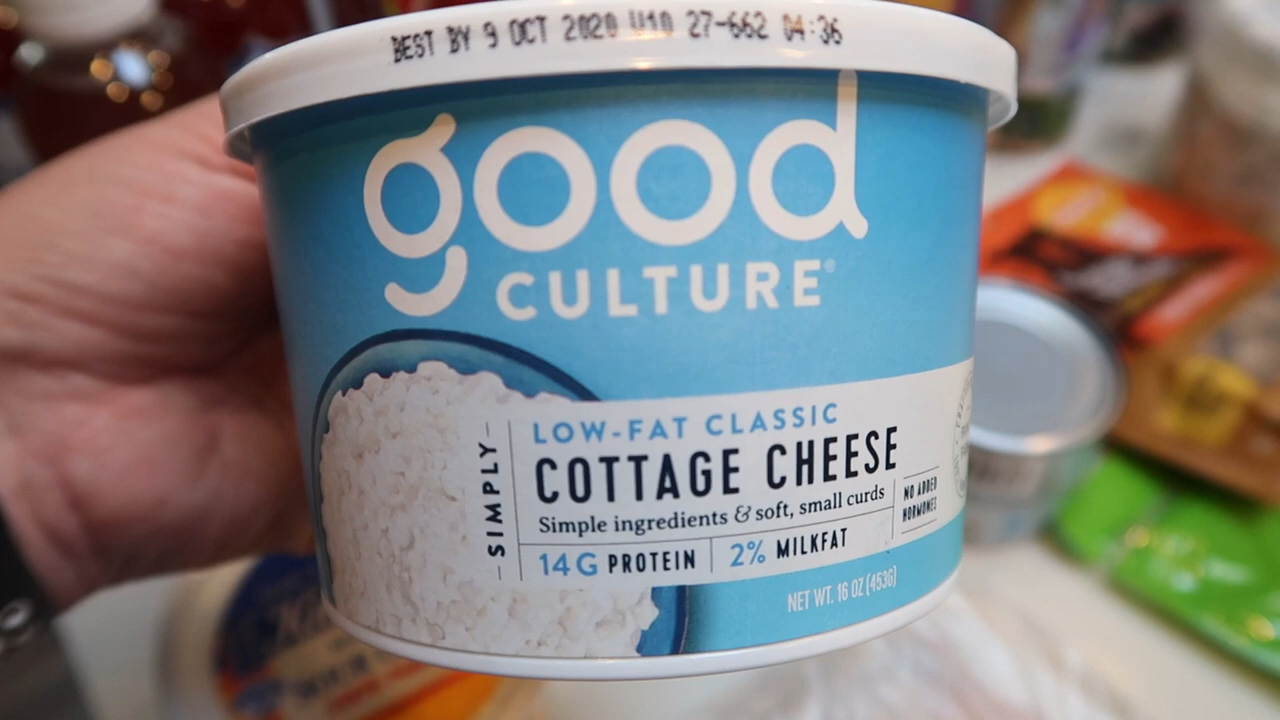 BEST BY 9 OCT 2020 U10 27-662 04:36
good
CULTURE®
SIMPLY
LOW-FAT CLASSIC
COTTAGE CHEESE
Simple ingredients & soft, small curds
NO ADDED
HORMONES
14G PROTEIN
2% MILKFAT
NET WT. 16 OZ (453G)